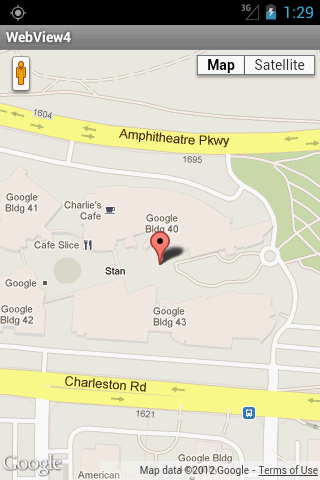 3G
1:29
WebView4
Map
Satellite
1604
Amphitheatre Pkwy
1695
Google
Bldg 41
Charlie's
Cafe
Google
Bldg 40
Cafe Slice
Stan
Google
Google
Bldg 42
Google
Bldg 43
Charleston Rd
1621
Google Bldg
American
Google
Map data ©2012 Google - Terms of Use